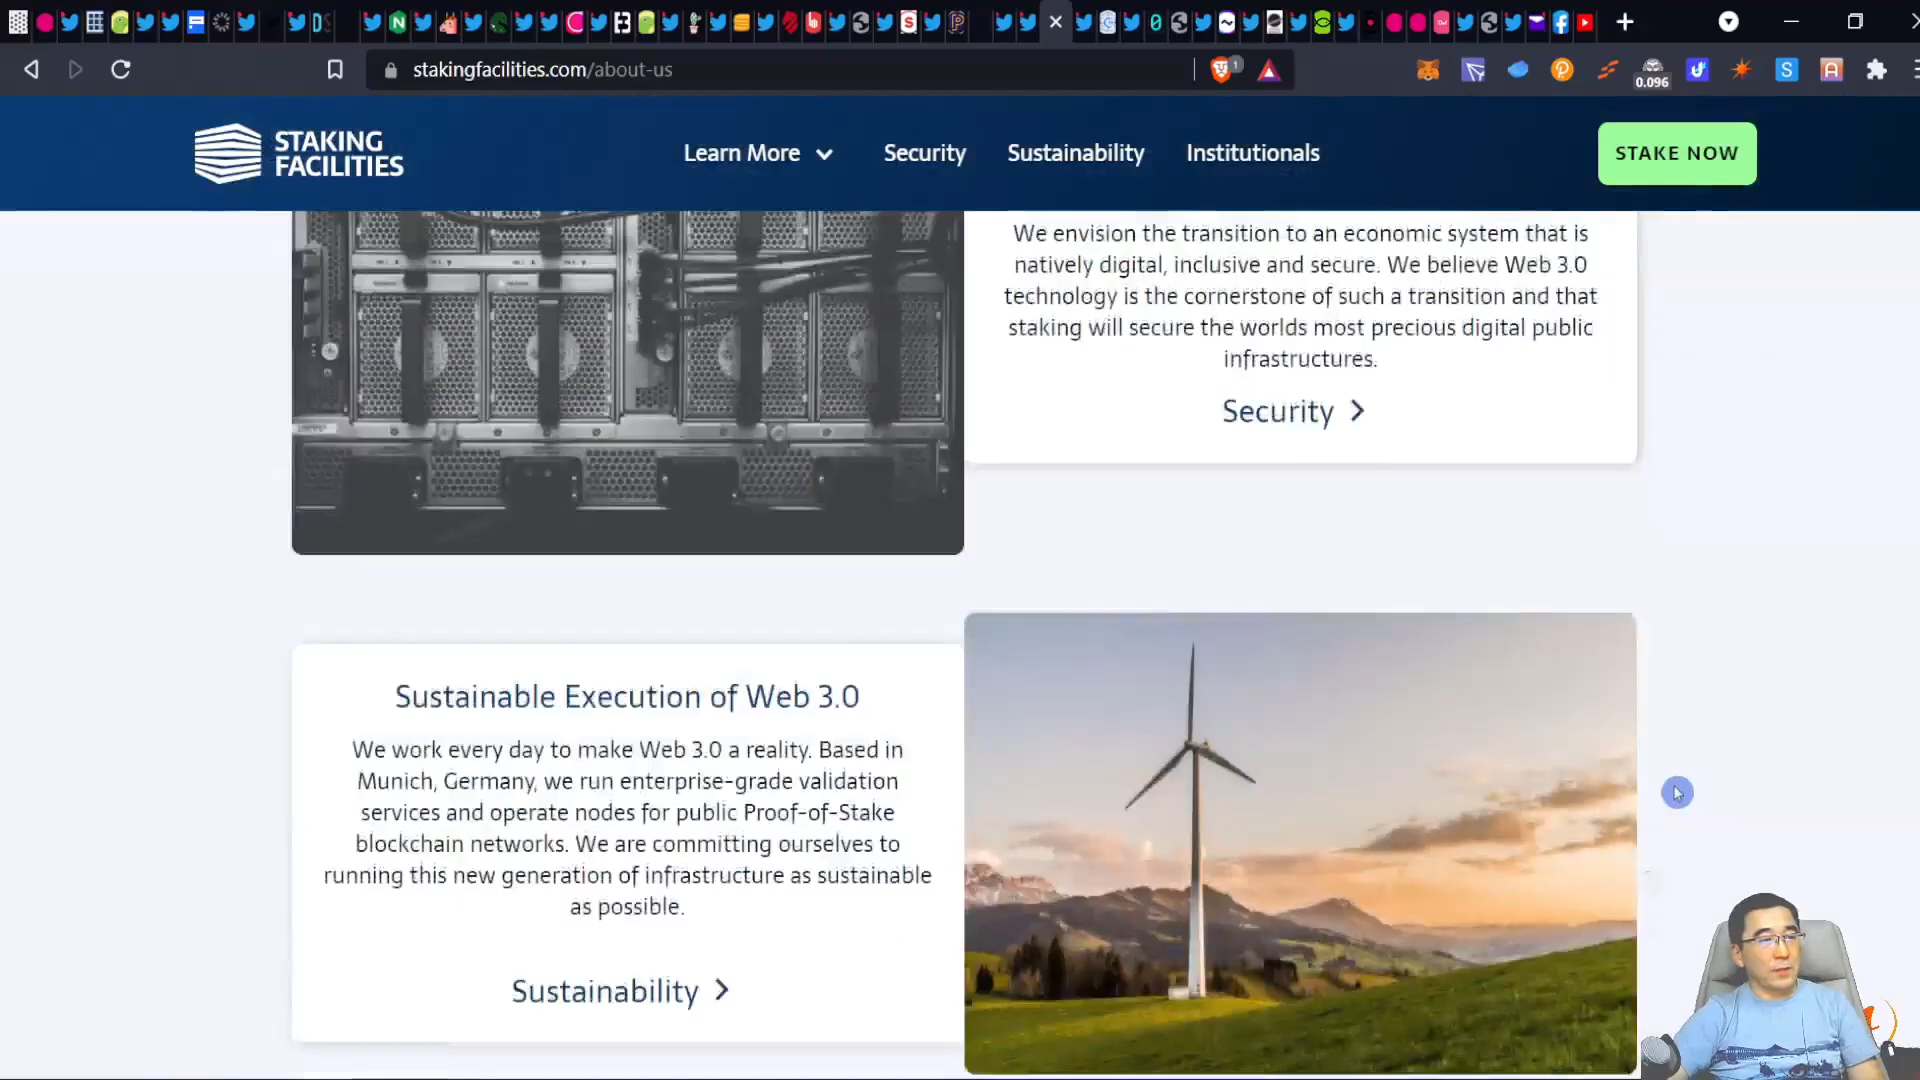 stakingfacilities.com/about-us
1
0.096
STAKING
FACILITIES
Learn More
Security
Sustainability
Institutionals
STAKE NOW
We envision the transition to an economic system that is
natively digital, inclusive and secure. We believe Web 3.0
technology is the cornerstone of such a transition and that
staking will secure the worlds most precious digital public
infrastructures.
Security
Sustainable Execution of Web 3.0
We work every day to make Web 3.0 a reality. Based in
Munich, Germany, we run enterprise-grade validation
services and operate nodes for public Proof-of-Stake
blockchain networks. We are committing ourselves to
running this new generation of infrastructure as sustainable
as possible.
Sustainability